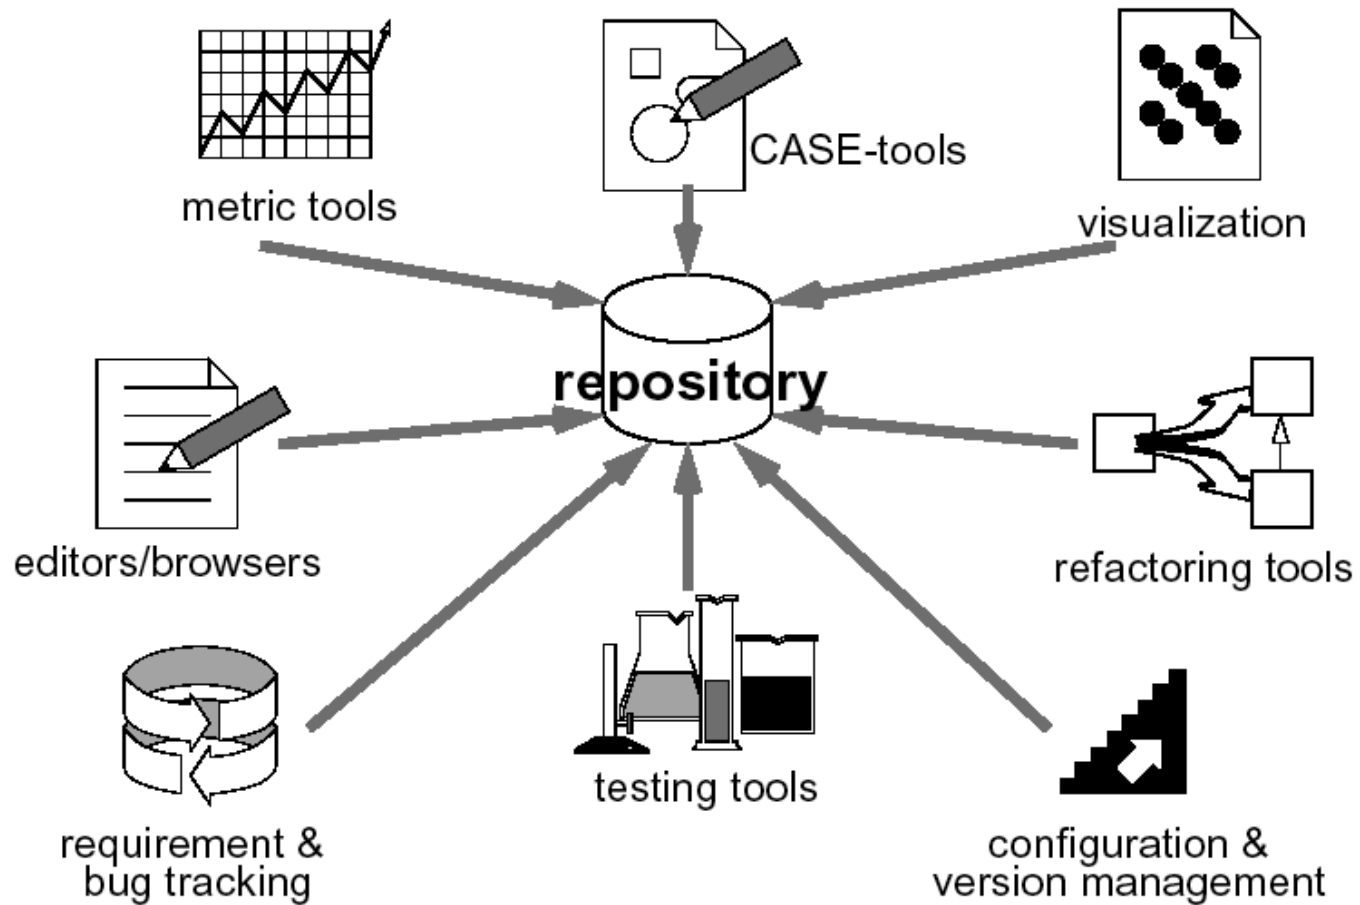 CASE-tools
metric tools
visualization
repository
editors/browsers
refactoring tools
testing tools
requirement &
bug tracking
configuration &
version management